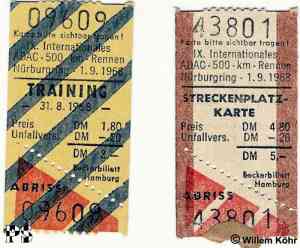 09609
Karte bitte sichtbar tragen!
IX. Internationales
ADAC-500-km-Rennen
Nürburgring - 1.9.1968
TRAINING
31.8.1968
Preis DM 4.80
Unfallvers. DM -.20
DM 5.-
Beckerbillett
Hamburg
ABRISS
09609
43801
Karte bitte sichtbar tragen!
IX. Internationales
ADAC-500-km-Rennen
Nürburgring - 1.9.1968
STRECKENPLATZ-
KARTE
Preis DM 4.80
Unfallvers. DM -.20
DM 5.-
Beckerbillett
Hamburg
ABRISS
43801
© Willem Kohr